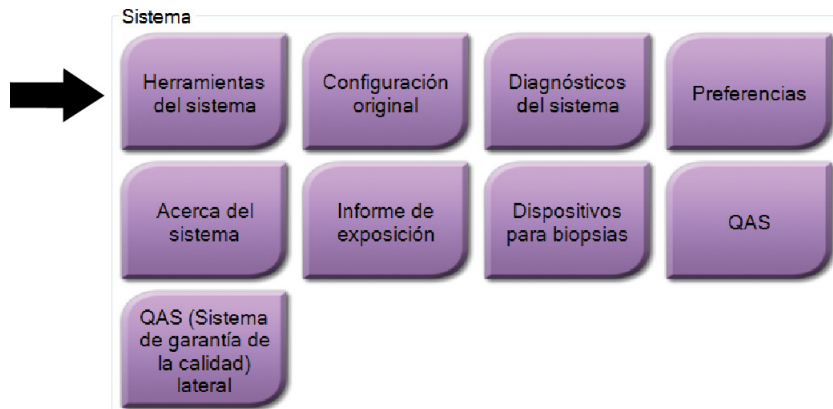 Sistema
Herramientas
del sistema
Configuración
original
Diagnósticos
del sistema
Preferencias
Acerca del
sistema
Informe de
exposición
Dispositivos
para biopsias
QAS
QAS (Sistema
de garantía de
la calidad)
lateral